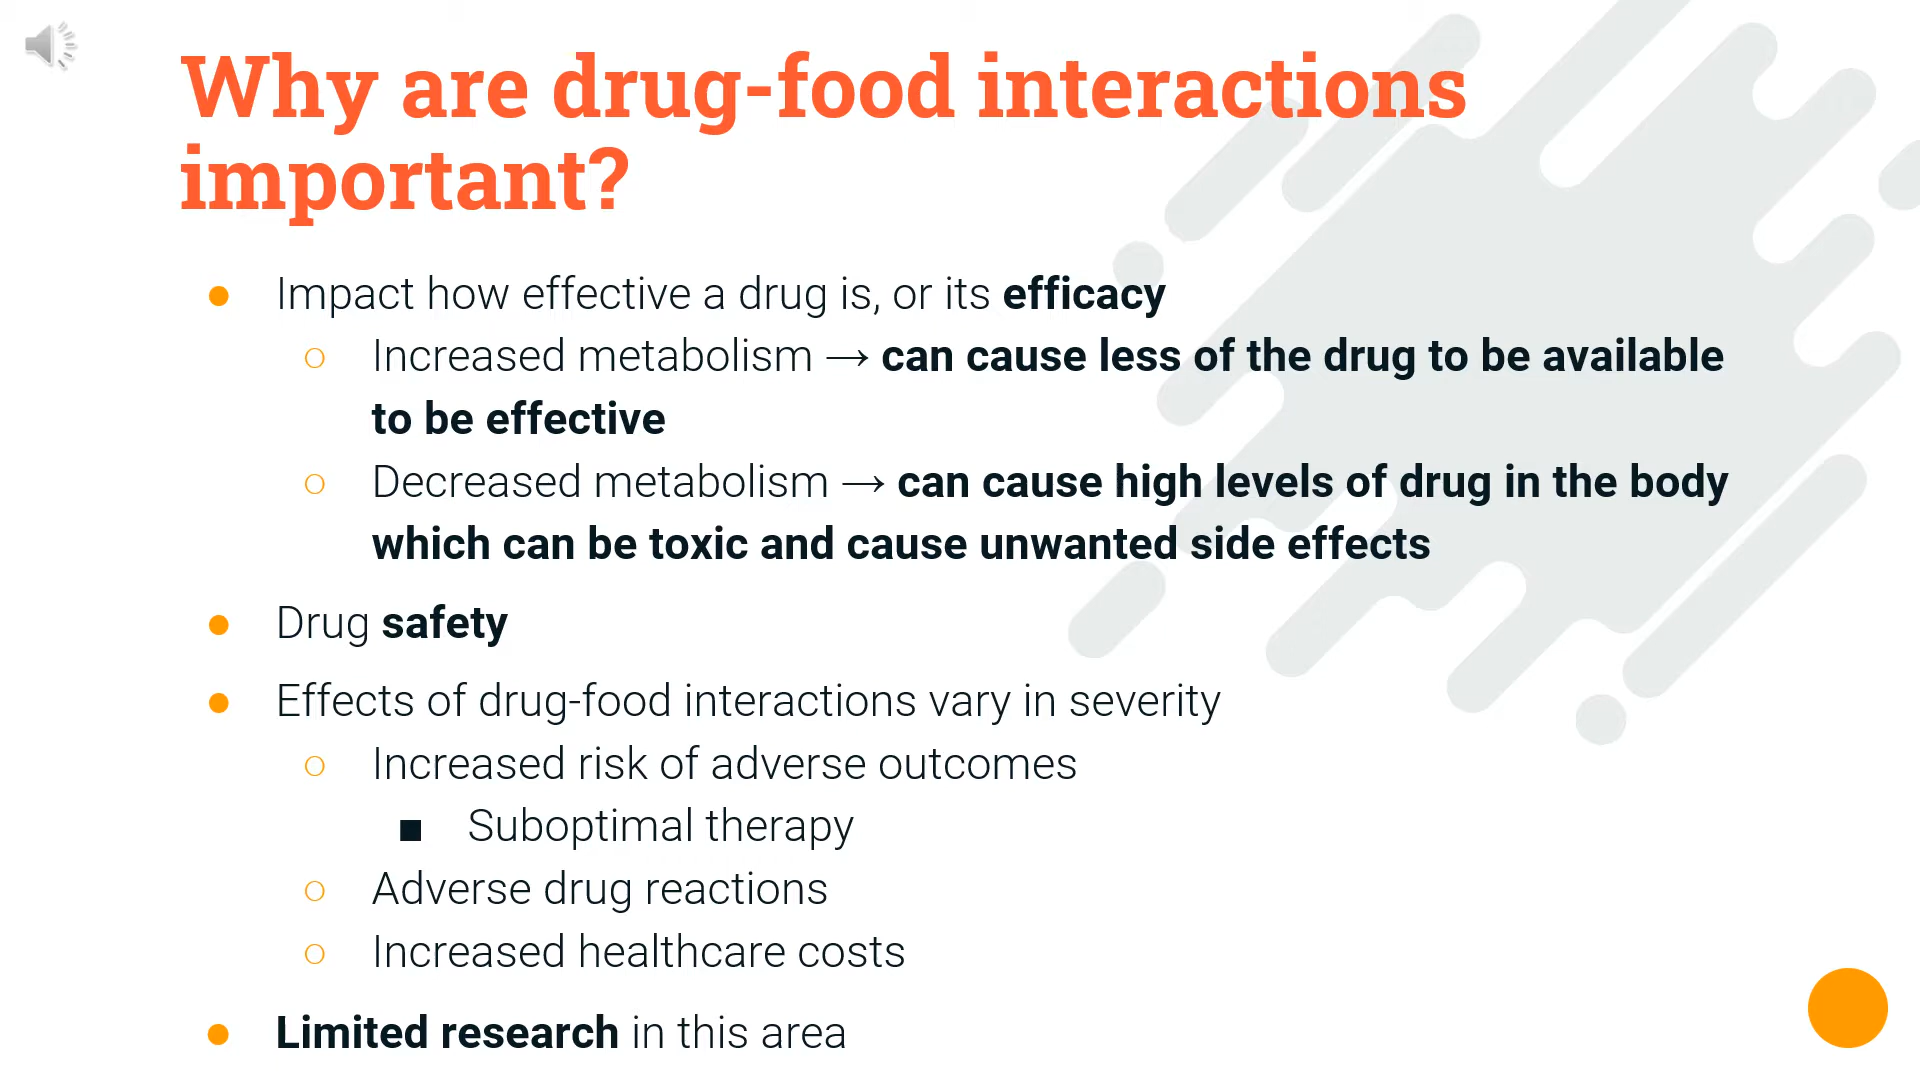 Why are drug-food interactions
important?
● Impact how effective a drug is, or its efficacy
○ Increased metabolism → can cause less of the drug to be available
to be effective
○ Decreased metabolism → can cause high levels of drug in the body
which can be toxic and cause unwanted side effects
● Drug safety
● Effects of drug-food interactions vary in severity
○ Increased risk of adverse outcomes
■ Suboptimal therapy
○ Adverse drug reactions
○ Increased healthcare costs
● Limited research in this area